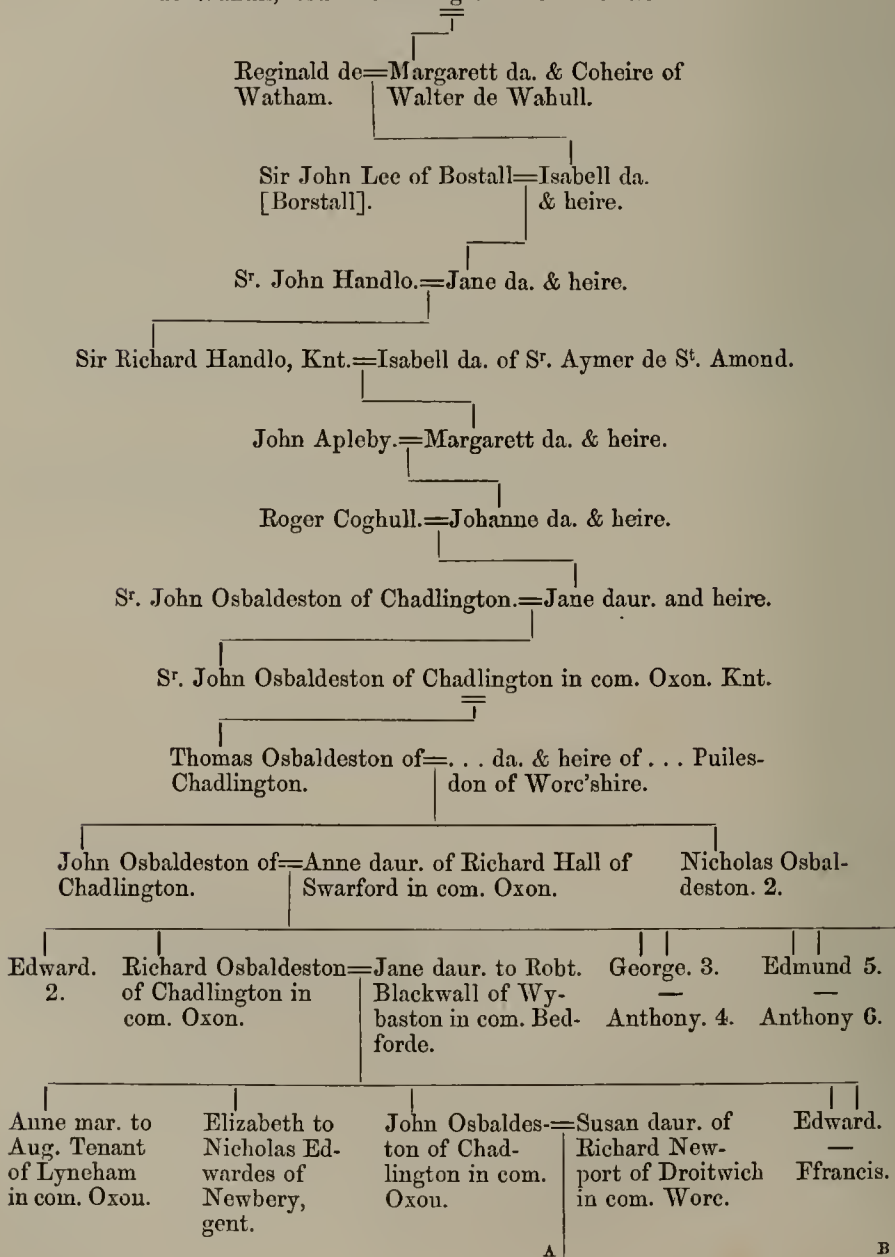 Reginald de=Margarett da. & Coheire of
Watham. Walter de Wahull.
Sir John Lee of Bostall=Isabell da.
[Borstall]. & heire.
Sr. John Handlo.=Jane da. & heire.
Sir Richard Handlo, Knt.=Isabell da. of Sr. Aymer de St. Amond.
John Apleby.=Margarett da. & heire.
Roger Coghull.=Johanne da. & heire.
Sr. John Osbaldeston of Chadlington.=Jane daur. and heire.
Sr. John Osbaldeston of Chadlington in com. Oxon. Knt.
Thomas Osbaldeston of=. . . da. & heire of . . . Puiles-
Chadlington. don of Worc'shire.
John Osbaldeston of=Anne daur. of Richard Hall of
Chadlington. Swarford in com. Oxon.
Nicholas Osbal-
deston. 2.
Edward.
2.
Richard Osbaldeston=Jane daur. to Robt.
of Chadlington in Blackwall of Wy-
com. Oxon. baston in com. Bed-
forde.
George. 3.
—
Anthony. 4.
Edmund 5.
—
Anthony 6.
Anne mar. to
Aug. Tenant
of Lyneham
in com. Oxon.
Elizabeth to
Nicholas Ed-
wardes of
Newbery,
gent.
John Osbaldes-=Susan daur. of
ton of Chad- Richard New-
lington in com. port of Droitwich
Oxon. in com. Worc.
Edward.
—
Ffrancis.
A B